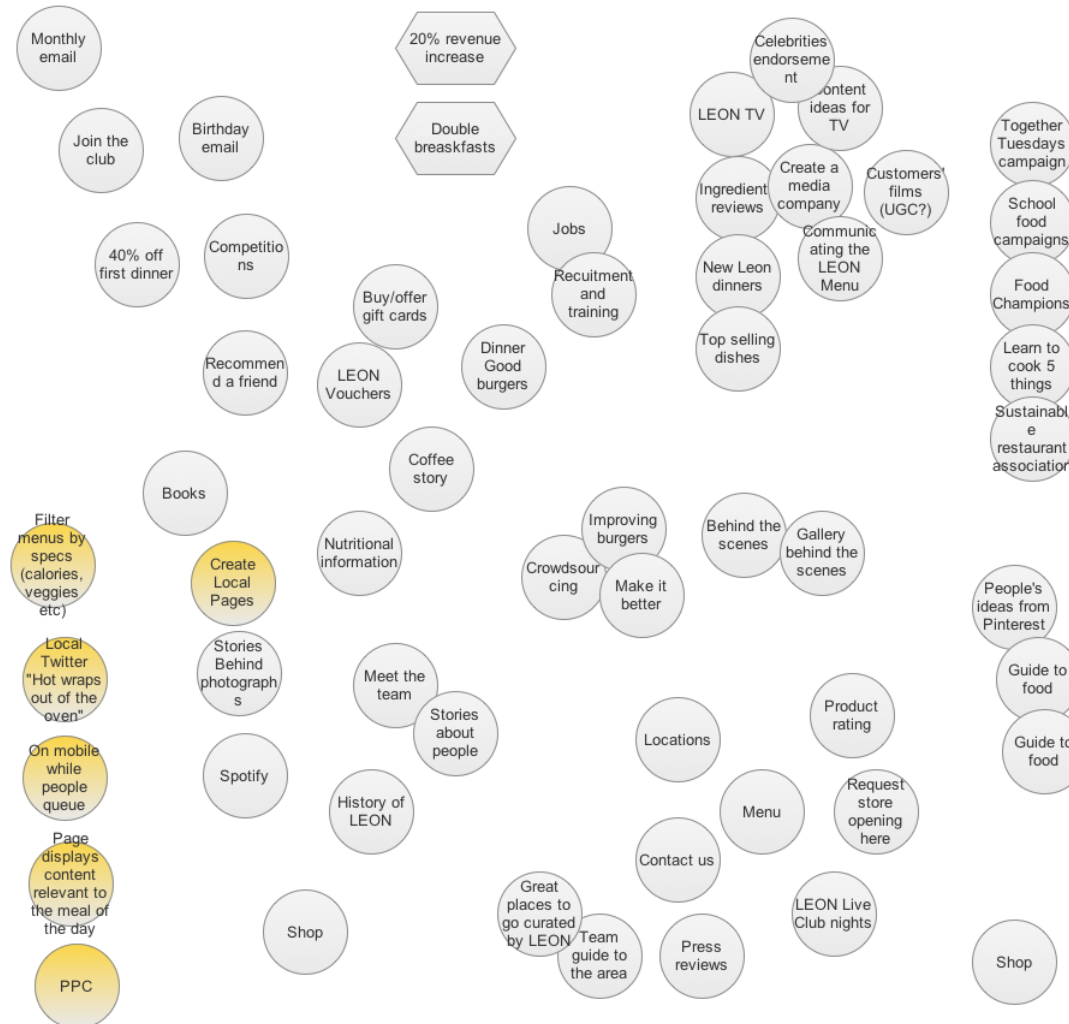 Monthly
email
20% revenue
increase
Celebrities
endorseme
nt
LEON TV
content
ideas for
TV
Join the
club
Birthday
email
Double
breaskfasts
Together
Tuesdays
campaign
Ingredient
reviews
Create a
media
company
Customers'
films
(UGC?)
School
food
campaigns
Jobs
40% off
first dinner
Competitio
ns
Communic
ating the
LEON
Menu
New Leon
dinners
Recuitment
and
training
Food
Champions
Buy/offer
gift cards
Top selling
dishes
Recommen
d a friend
LEON
Vouchers
Dinner
Good
burgers
Learn to
cook 5
things
Sustainabl
e
restaurant
association
Coffee
story
Books
Filter
menus by
specs
(calories,
veggies
etc)
Create
Local
Pages
Nutritional
information
Improving
burgers
Crowdsour
cing
Make it
better
Behind the
scenes
Gallery
behind the
scenes
People's
ideas from
Pinterest
Local
Twitter
"Hot wraps
out of the
oven"
Stories
Behind
photograph
s
Meet the
team
Stories
about
people
Locations
Product
rating
Guide to
food
Guide to
food
On mobile
while
people
queue
Spotify
History of
LEON
Menu
Request
store
opening
here
Page
displays
content
relevant to
the meal of
the day
Contact us
Shop
Great
places to
go curated
by LEON
Team
guide to
the area
Press
reviews
LEON Live
Club nights
Shop
PPC